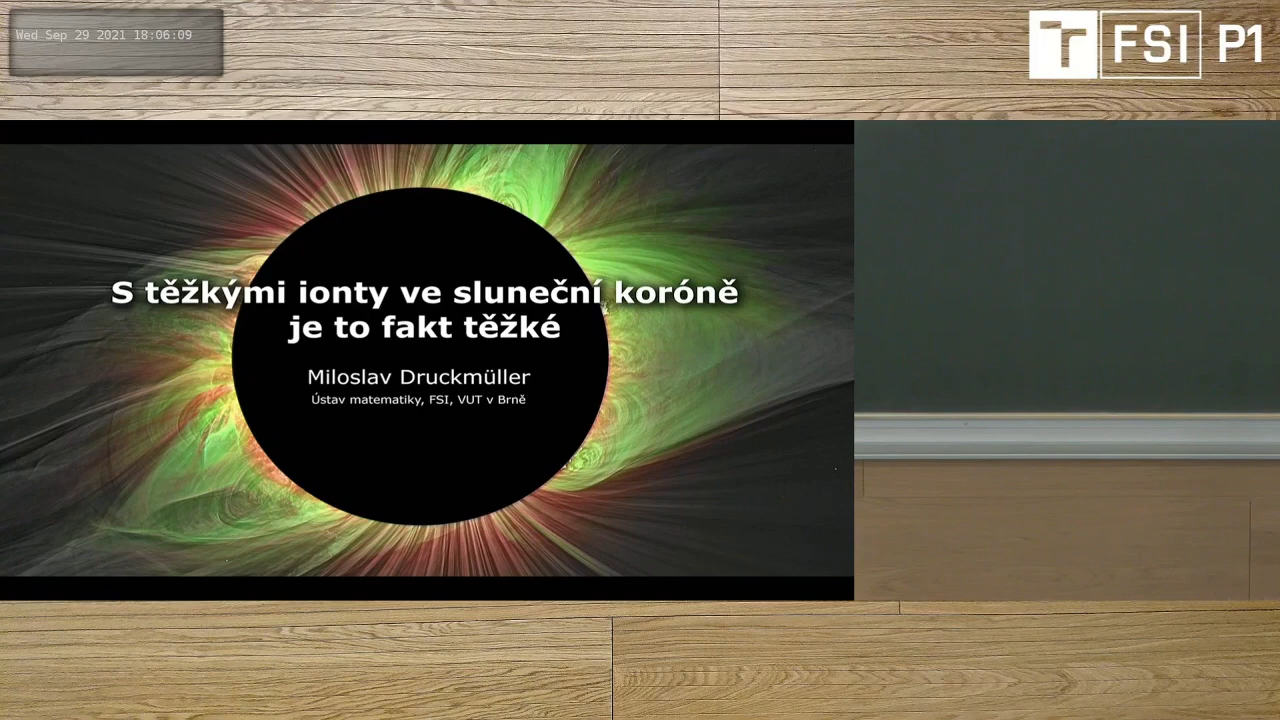 Wed Sep 29 2021 18:06:09
T FSI P1
S těžkými ionty ve sluneční koróně
je to fakt těžké
Miloslav Druckmüller
Ústav matematiky, FSI, VUT v Brně